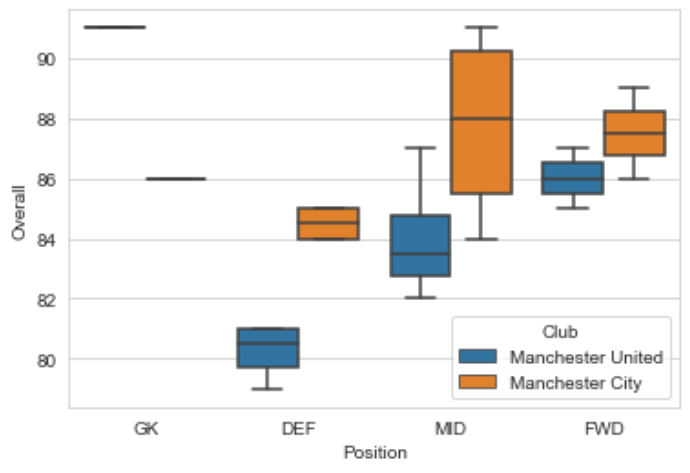 Overall
90
88
86
84
82
80
GK DEF MID FWD
Position
Club
Manchester United
Manchester City